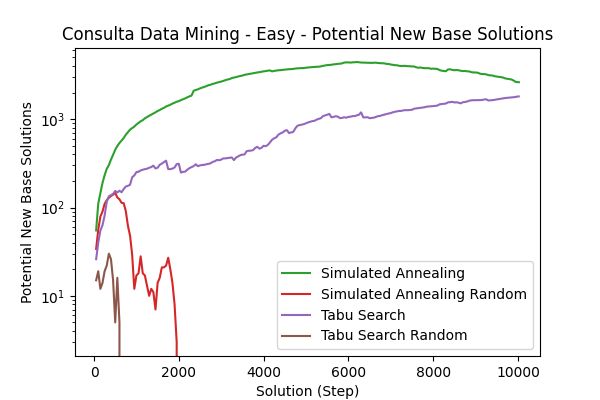 Consulta Data Mining - Easy - Potential New Base Solutions
Potential New Base Solutions
10³
10²
10¹
Simulated Annealing
Simulated Annealing Random
Tabu Search
Tabu Search Random
0 2000 4000 6000 8000 10000
Solution (Step)